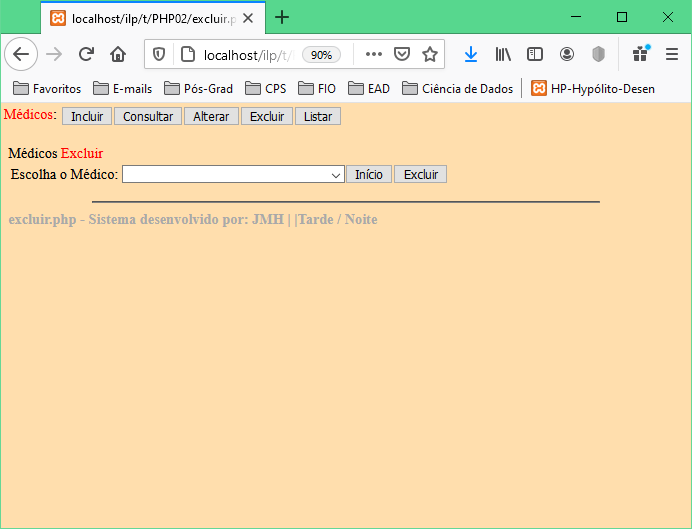 localhost/ilp/t/PHP02/excluir.p
localhost/ilp/t/ 90%
Favoritos E-mails Pós-Grad CPS FIO EAD Ciência de Dados HP-Hypólito-Desen
Médicos: Incluir Consultar Alterar Excluir Listar
Médicos Excluir
Escolha o Médico: Início Excluir
excluir.php - Sistema desenvolvido por: JMH | |Tarde / Noite